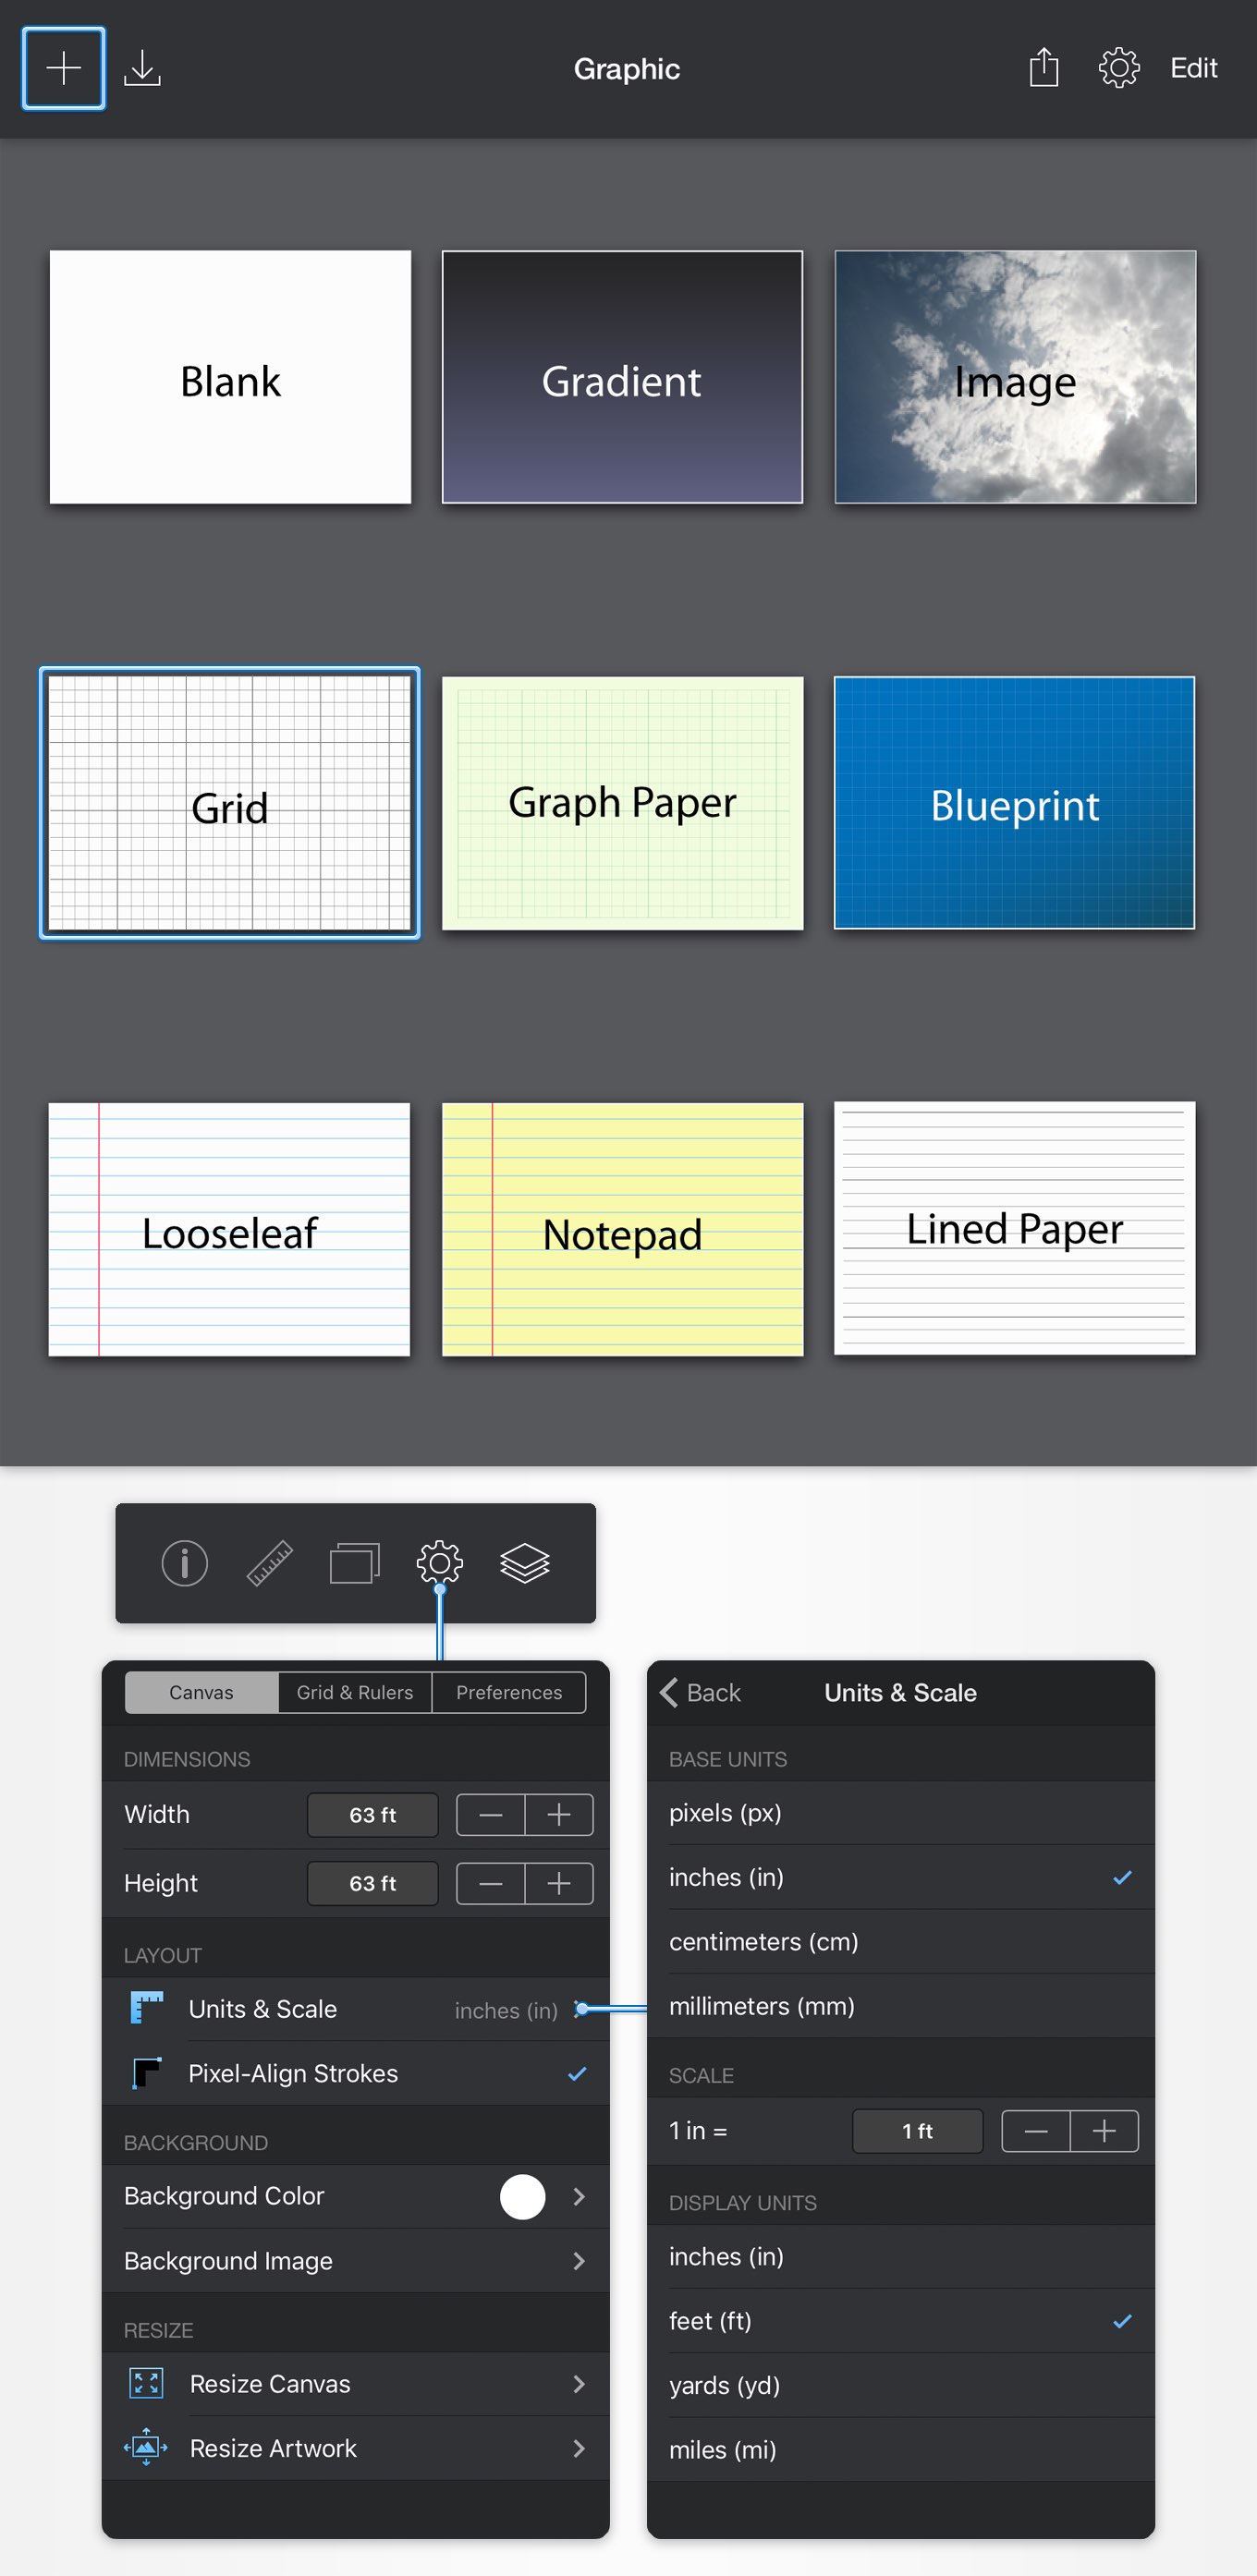 Graphic
Edit
Blank
Gradient
Image
Grid
Graph Paper
Blueprint
Looseleaf
Notepad
Lined Paper
Canvas
Grid & Rulers
Preferences
DIMENSIONS
Width
63 ft
Height
63 ft
LAYOUT
Units & Scale
inches (in)
Pixel-Align Strokes
BACKGROUND
Background Color
Background Image
RESIZE
Resize Canvas
Resize Artwork
Back
Units & Scale
BASE UNITS
pixels (px)
inches (in)
centimeters (cm)
millimeters (mm)
SCALE
1 in =
1 ft
DISPLAY UNITS
inches (in)
feet (ft)
yards (yd)
miles (mi)